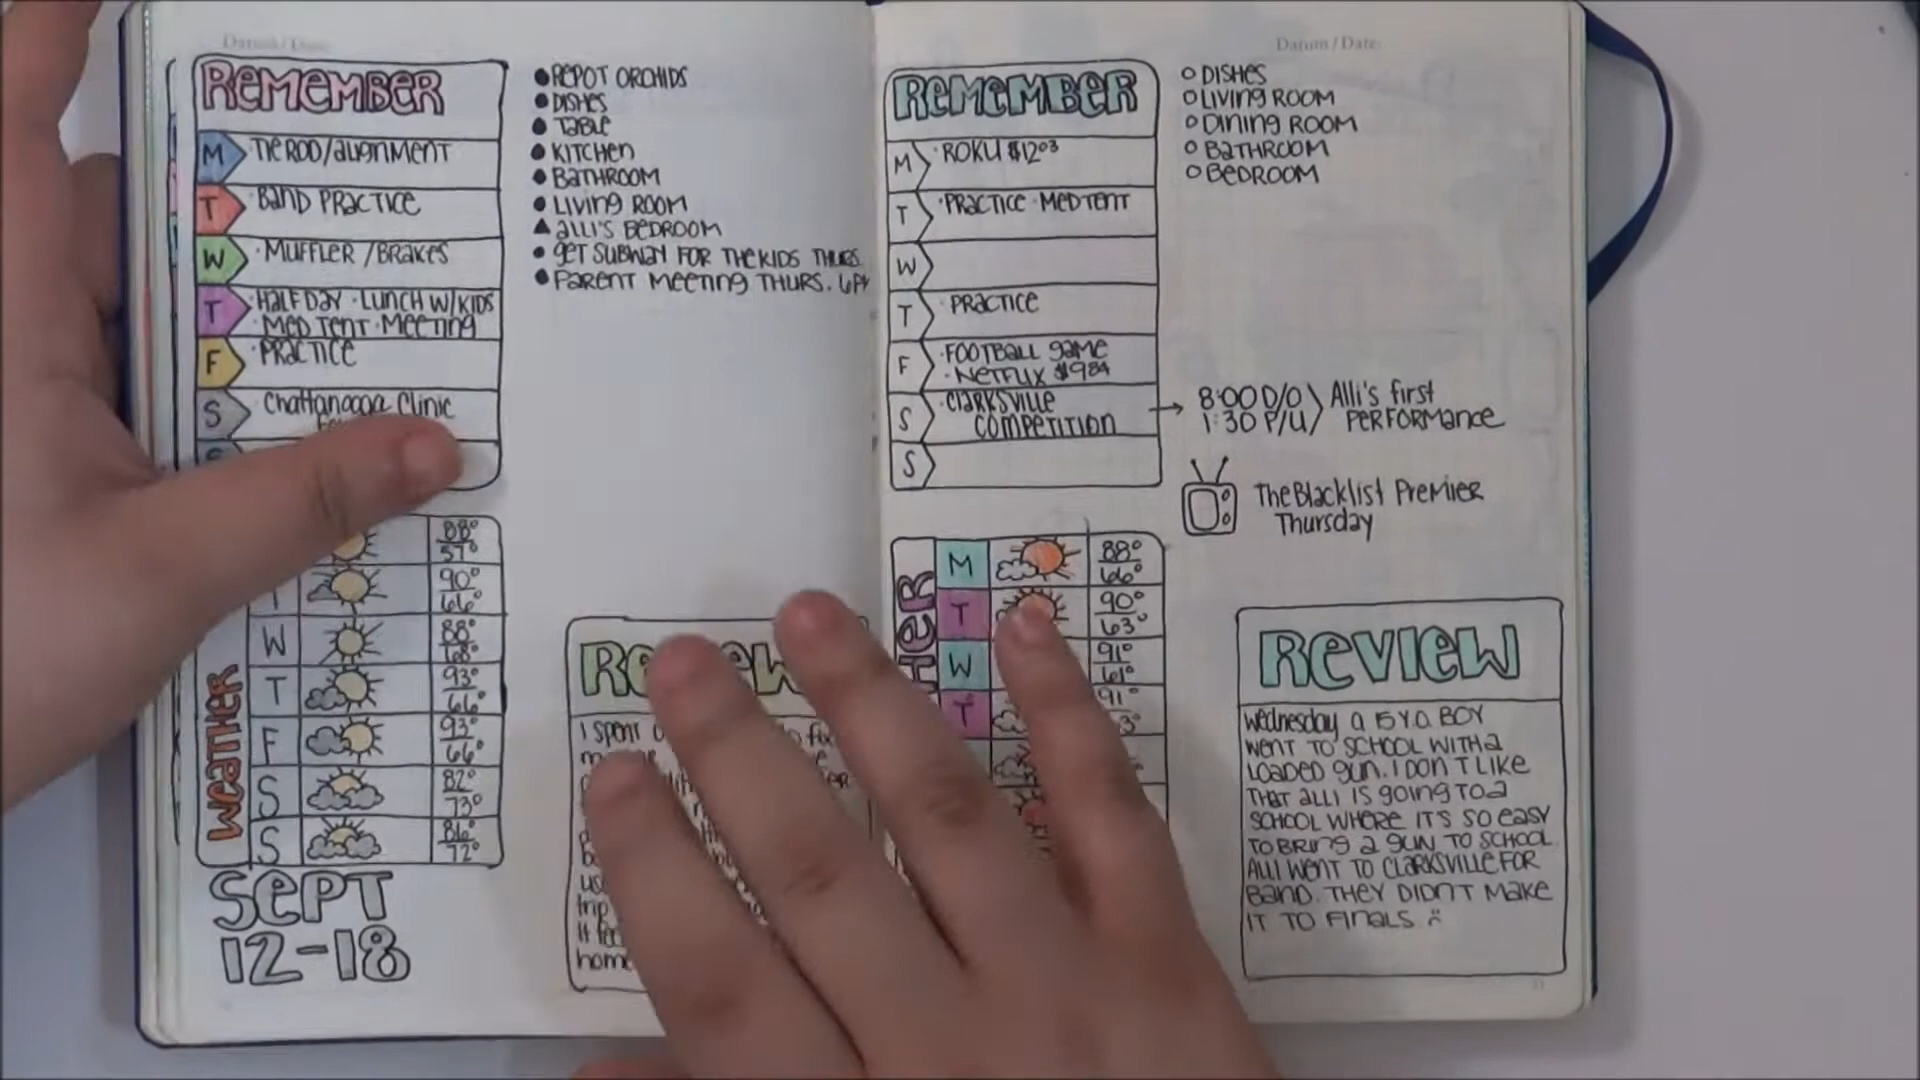 Datum / Date
REMEMBER
M TIE ROD/ALIGNMENT
T · BAND PRACTICE
W · MUFFLER / BRAKES
T · HALF DAY · LUNCH W/KIDS
· MED TENT · MEETING
F · PRACTICE
S Chattanooga Clinic
● REPOT ORCHIDS
● DISHES
● TABLE
● KITCHEN
● BATHROOM
● LIVING ROOM
▲ ALLI'S BEDROOM
● GET SUBWAY FOR THE KIDS THURS.
● PARENT MEETING THURS.
WEATHER
88° 57°
90° 66°
W 88° 68°
T 93° 66°
F 93° 66°
S 82° 73°
S 86° 72°
SEPT
12-18
I spent
trip
Datum / Date
REMEMBER
M · ROKU $12.03
T · PRACTICE · MED TENT
W
T · PRACTICE
F · FOOTBALL GAME
· NETFLIX $9.84
S · CLARKSVILLE
COMPETITION
S
○ DISHES
○ LIVING ROOM
○ DINING ROOM
○ BATHROOM
○ BEDROOM
→ 8:00 D/O
1:30 P/U
Alli's first
PERFORMANCE
The Blacklist Premier
Thursday
M 88° 66°
T 90° 63°
W 91° 61°
T 91°
REVIEW
Wednesday a 15 Y.O. BOY
WENT TO SCHOOL WITH A
LOADED GUN. I DON'T LIKE
THAT ALLI IS GOING TO A
SCHOOL WHERE IT'S SO EASY
TO BRING A GUN TO SCHOOL.
ALLI WENT TO CLARKSVILLE FOR
BAND. THEY DIDN'T MAKE
IT TO FINALS.